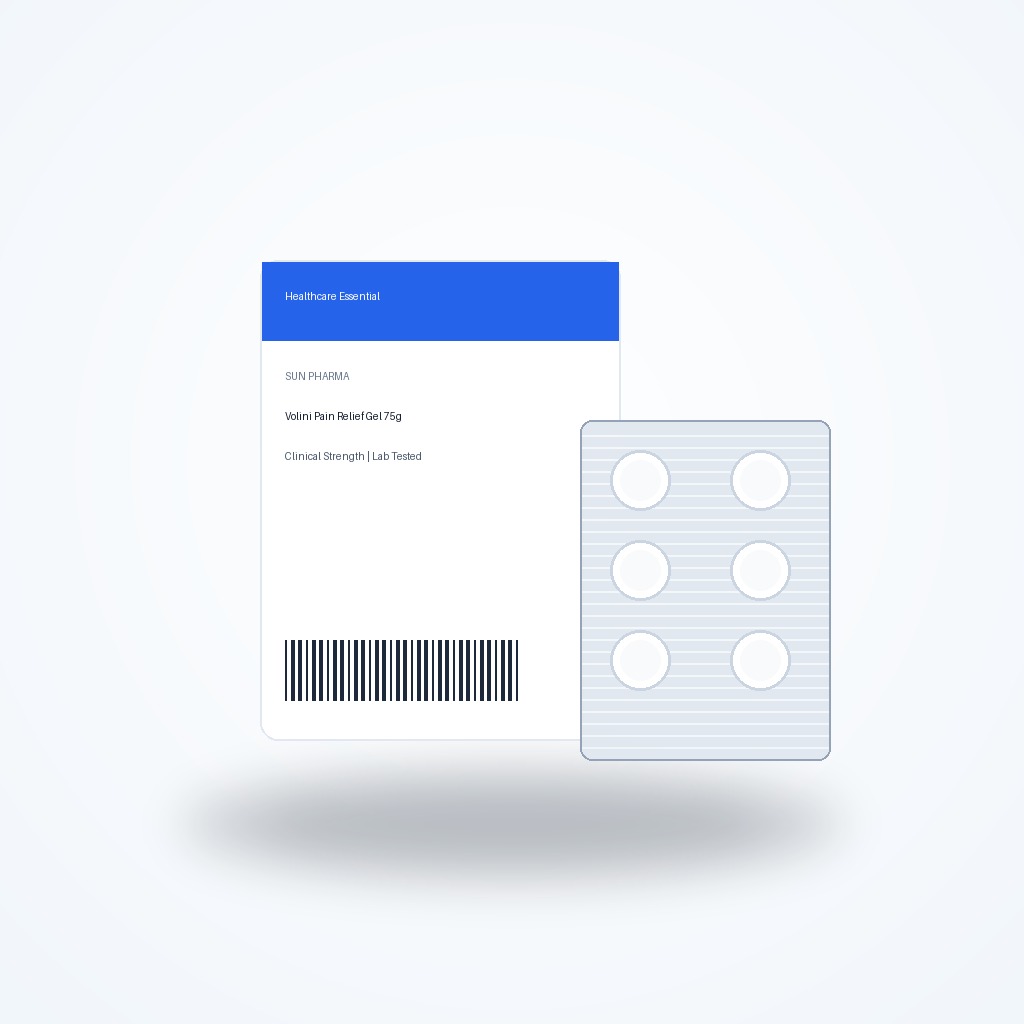 Healthcare Essential
SUN PHARMA
Volini Pain Relief Gel 75g
Clinical Strength | Lab Tested